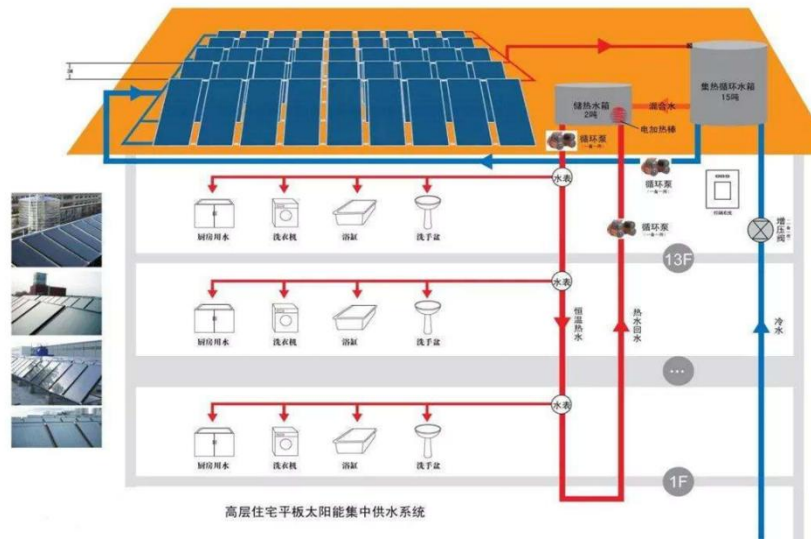 集热循环水箱
15吨
储热水箱
2吨
混合水
电加热棒
循环泵
循环泵
水表
厨房用水
洗衣机
浴缸
洗手盆
循环泵
增压阀
13F
水表
厨房用水
洗衣机
浴缸
洗手盆
恒温热水
热水回水
冷水
...
水表
厨房用水
洗衣机
浴缸
洗手盆
1F
高层住宅平板太阳能集中供水系统